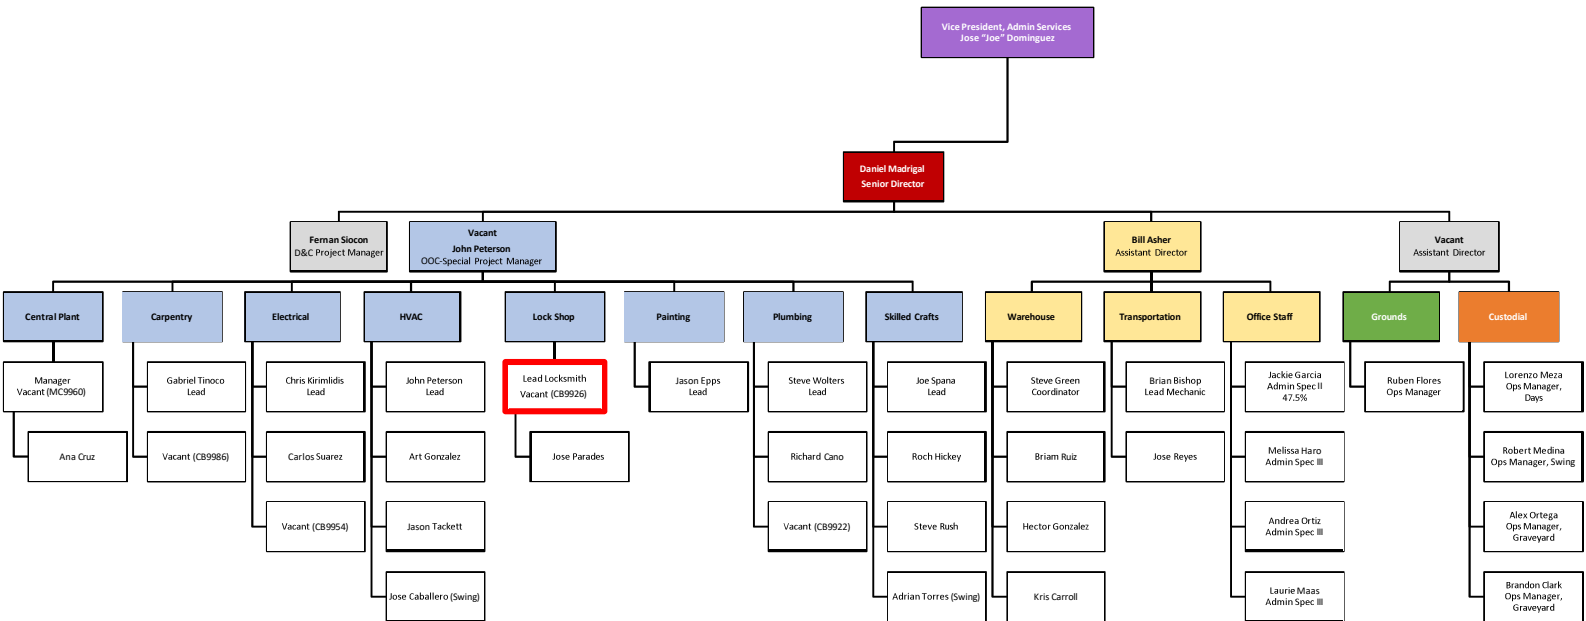 Vice President, Admin Services
Jose “Joe” Dominguez
Daniel Madrigal
Senior Director
Fernan Siocon
D&C Project Manager
Vacant
John Peterson
OOC-Special Project Manager
Bill Asher
Assistant Director
Vacant
Assistant Director
Central Plant
Carpentry
Electrical
HVAC
Lock Shop
Painting
Plumbing
Skilled Crafts
Warehouse
Transportation
Office Staff
Grounds
Custodial
Manager
Vacant (MC9960)
Gabriel Tinoco
Lead
Chris Kirimlidis
Lead
John Peterson
Lead
Lead Locksmith
Vacant (CB9926)
Jason Epps
Lead
Steve Wolters
Lead
Joe Spana
Lead
Steve Green
Coordinator
Brian Bishop
Lead Mechanic
Jackie Garcia
Admin Spec II
47.5%
Ruben Flores
Ops Manager
Lorenzo Meza
Ops Manager,
Days
Ana Cruz
Vacant (CB9986)
Carlos Suarez
Art Gonzalez
Jose Parades
Richard Cano
Roch Hickey
Briam Ruiz
Jose Reyes
Melissa Haro
Admin Spec III
Robert Medina
Ops Manager, Swing
Vacant (CB9954)
Jason Tackett
Vacant (CB9922)
Steve Rush
Hector Gonzalez
Andrea Ortiz
Admin Spec III
Alex Ortega
Ops Manager,
Graveyard
Jose Caballero (Swing)
Adrian Torres (Swing)
Kris Carroll
Laurie Maas
Admin Spec III
Brandon Clark
Ops Manager,
Graveyard